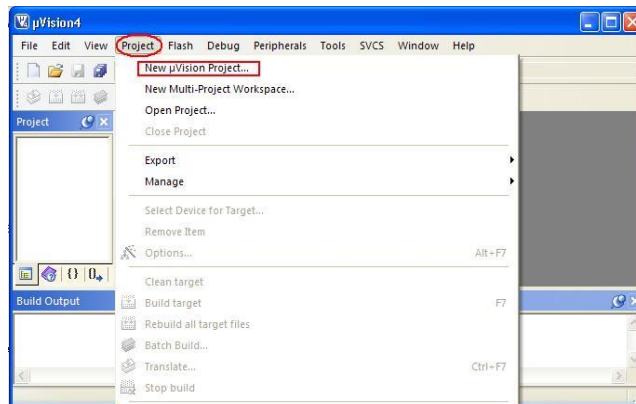 µVision4
File Edit View Project Flash Debug Peripherals Tools SVCS Window Help
New µVision Project...
New Multi-Project Workspace...
Open Project...
Close Project
Project
Export
Manage
Select Device for Target...
Remove Item
Options... Alt+F7
Clean target
Build Output
Build target F7
Rebuild all target files
Batch Build...
Translate... Ctrl+F7
Stop build